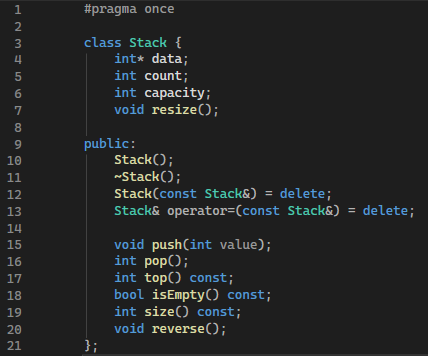 1 #pragma once
2
3 class Stack {
4 int* data;
5 int count;
6 int capacity;
7 void resize();
8
9 public:
10 Stack();
11 ~Stack();
12 Stack(const Stack&) = delete;
13 Stack& operator=(const Stack&) = delete;
14
15 void push(int value);
16 int pop();
17 int top() const;
18 bool isEmpty() const;
19 int size() const;
20 void reverse();
21 };